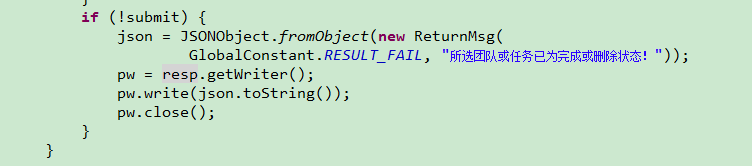 }
if (!submit) {
json = JSONObject.fromObject(new ReturnMsg(
GlobalConstant.RESULT_FAIL, "所选团队或任务已为完成或删除状态！"));
pw = resp.getWriter();
pw.write(json.toString());
pw.close();
}
}